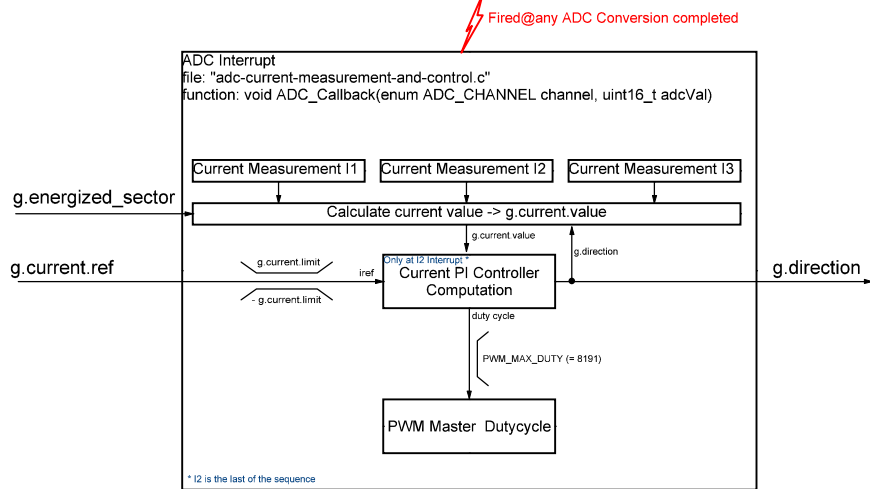 Fired@any ADC Conversion completed
ADC Interrupt
file: "adc-current-measurement-and-control.c"
function: void ADC_Callback(enum ADC_CHANNEL channel, uint16_t adcVal)
Current Measurement I1
Current Measurement I2
Current Measurement I3
g.energized_sector
Calculate current value -> g.current.value
g.current.value
g.direction
Only at I2 Interrupt *
g.current.ref
g.current.limit
iref
Current PI Controller
Computation
g.direction
- g.current.limit
duty cycle
PWM_MAX_DUTY (= 8191)
PWM Master Dutycycle
* I2 is the last of the sequence